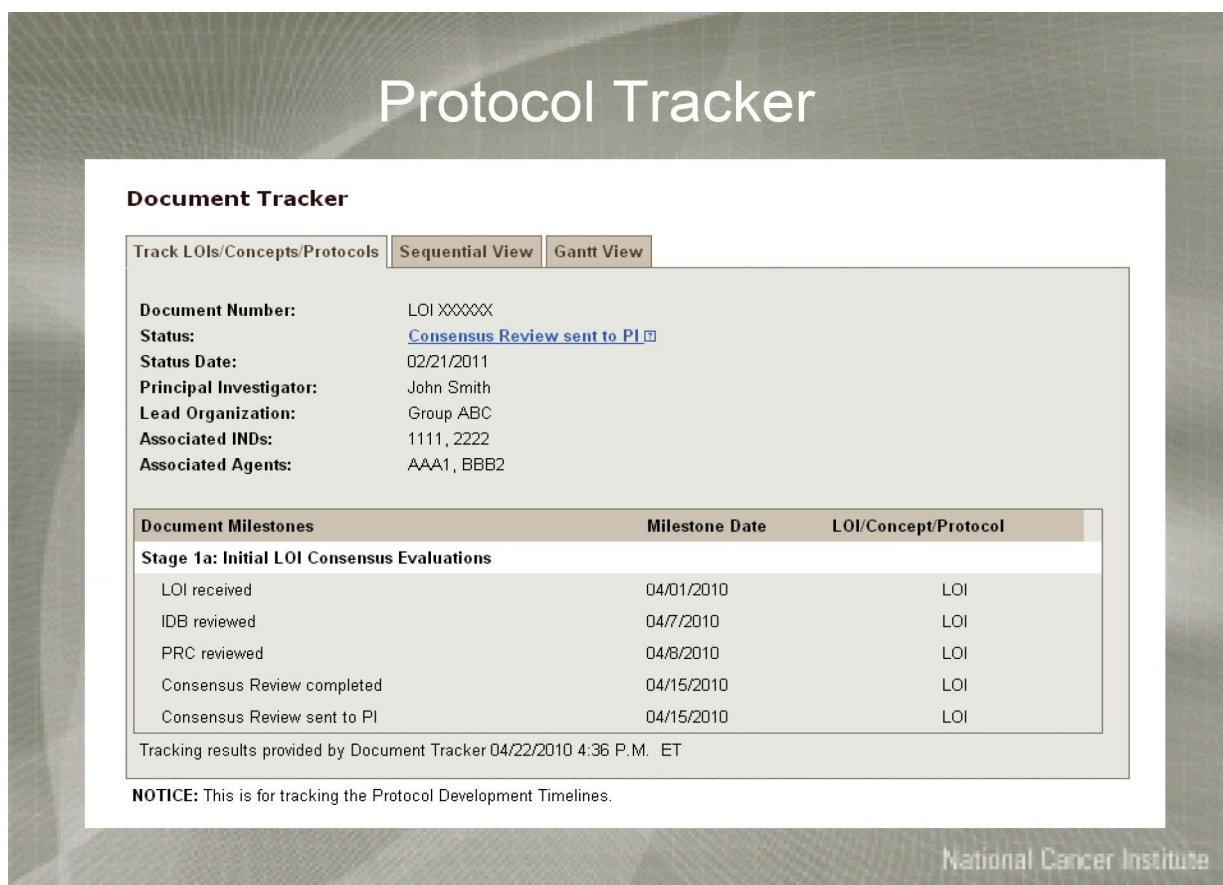 Protocol Tracker
Document Tracker
Track LOIs/Concepts/Protocols Sequential View Gantt View
Document Number: LOI XXXXXX
Status: Consensus Review sent to PI ?
Status Date: 02/21/2011
Principal Investigator: John Smith
Lead Organization: Group ABC
Associated INDs: 1111, 2222
Associated Agents: AAA1, BBB2
Document Milestones Milestone Date LOI/Concept/Protocol
Stage 1a: Initial LOI Consensus Evaluations
LOI received 04/01/2010 LOI
IDB reviewed 04/7/2010 LOI
PRC reviewed 04/8/2010 LOI
Consensus Review completed 04/15/2010 LOI
Consensus Review sent to PI 04/15/2010 LOI
Tracking results provided by Document Tracker 04/22/2010 4:36 P.M. ET
NOTICE: This is for tracking the Protocol Development Timelines.
National Cancer Institute